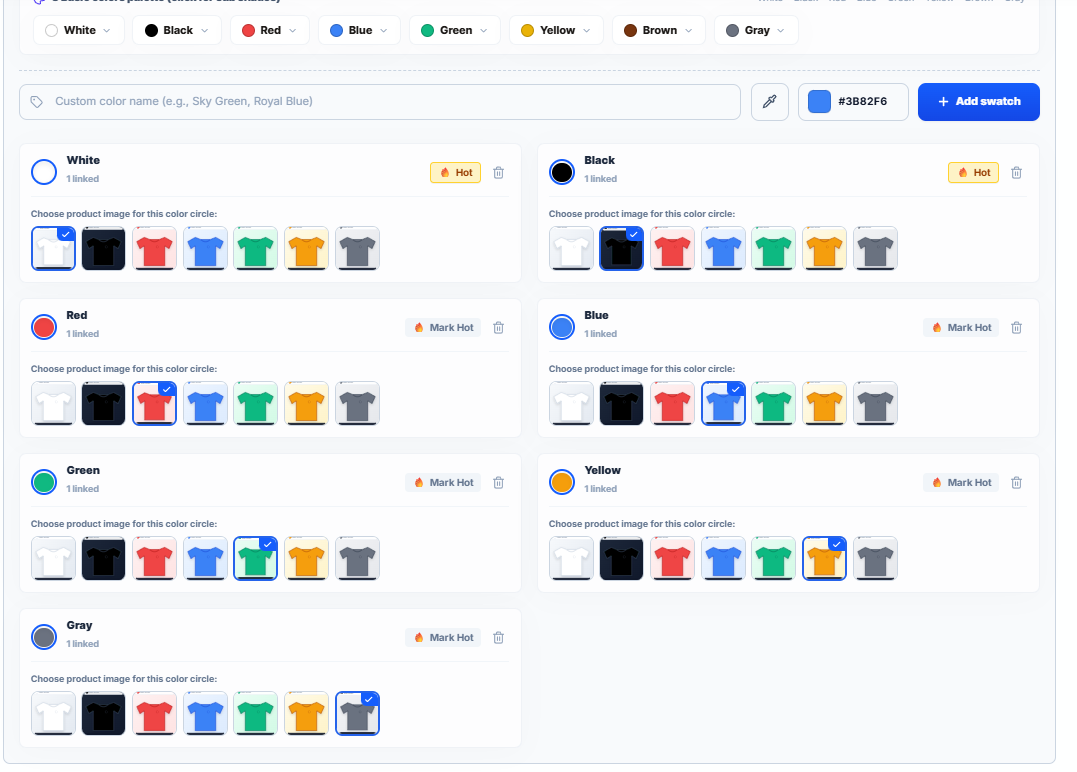 White Black Red Blue Green Yellow Brown Gray
Custom color name (e.g., Sky Green, Royal Blue)
#3B82F6
+ Add swatch
White
1 linked
Hot
Choose product image for this color circle:
Black
1 linked
Hot
Choose product image for this color circle:
Red
1 linked
Mark Hot
Choose product image for this color circle:
Blue
1 linked
Mark Hot
Choose product image for this color circle:
Green
1 linked
Mark Hot
Choose product image for this color circle:
Yellow
1 linked
Mark Hot
Choose product image for this color circle:
Gray
1 linked
Mark Hot
Choose product image for this color circle: